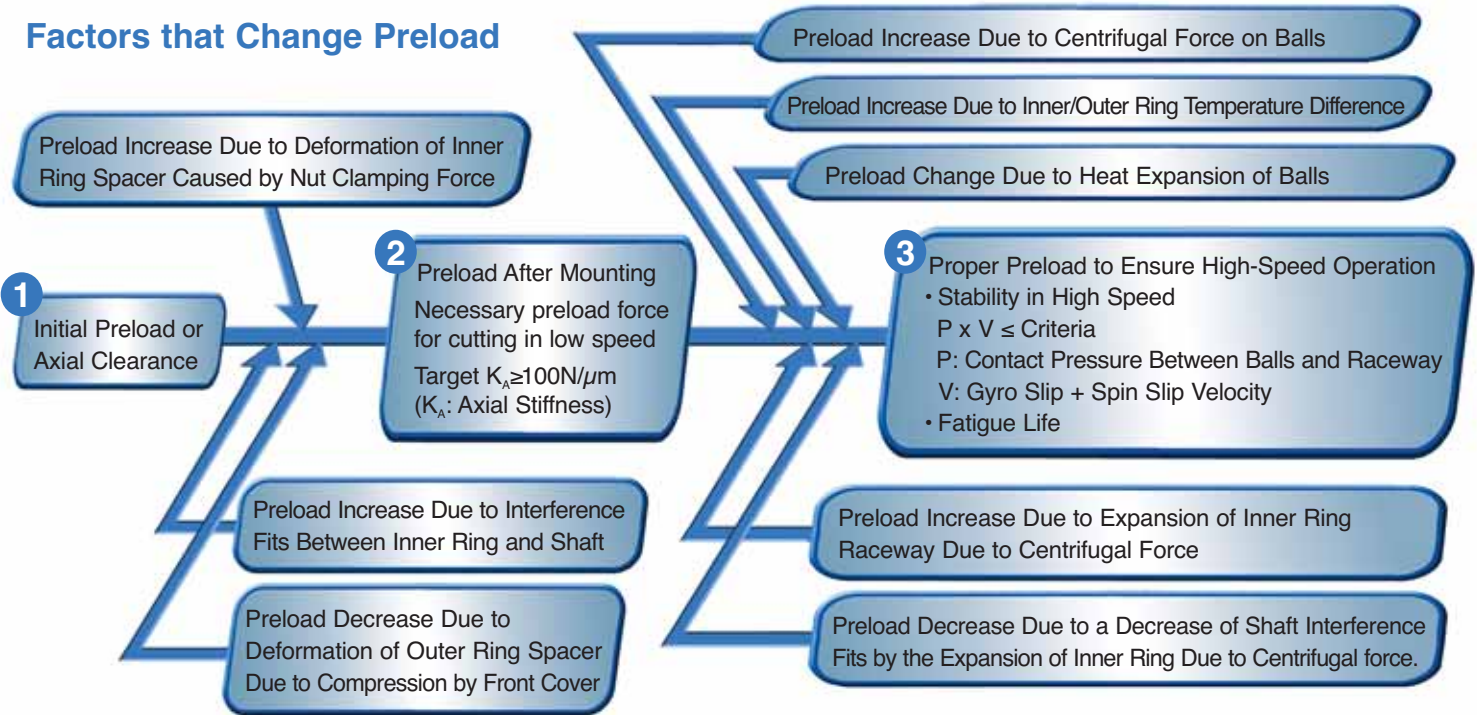 Factors that Change Preload
Preload Increase Due to Centrifugal Force on Balls
Preload Increase Due to Inner/Outer Ring Temperature Difference
Preload Change Due to Heat Expansion of Balls
Preload Increase Due to Deformation of Inner
Ring Spacer Caused by Nut Clamping Force
1
Initial Preload or
Axial Clearance
2
Preload After Mounting
Necessary preload force
for cutting in low speed
Target KA≥100N/µm
(KA: Axial Stiffness)
3
Proper Preload to Ensure High-Speed Operation
• Stability in High Speed
P x V ≤ Criteria
P: Contact Pressure Between Balls and Raceway
V: Gyro Slip + Spin Slip Velocity
• Fatigue Life
Preload Increase Due to Interference
Fits Between Inner Ring and Shaft
Preload Decrease Due to
Deformation of Outer Ring Spacer
Due to Compression by Front Cover
Preload Increase Due to Expansion of Inner Ring
Raceway Due to Centrifugal Force
Preload Decrease Due to a Decrease of Shaft Interference
Fits by the Expansion of Inner Ring Due to Centrifugal force.